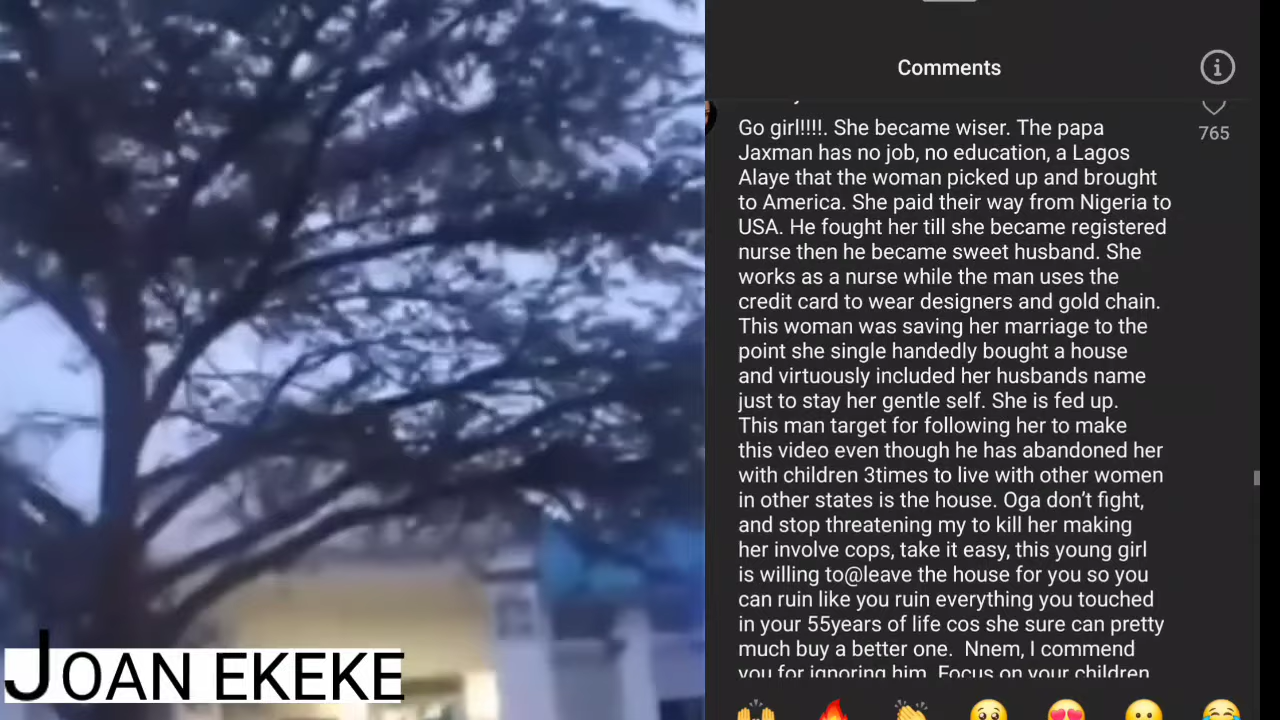 Comments
765
Go girl!!!!. She became wiser. The papa
Jaxman has no job, no education, a Lagos
Alaye that the woman picked up and brought
to America. She paid their way from Nigeria to
USA. He fought her till she became registered
nurse then he became sweet husband. She
works as a nurse while the man uses the
credit card to wear designers and gold chain.
This woman was saving her marriage to the
point she single handedly bought a house
and virtuously included her husbands name
just to stay her gentle self. She is fed up.
This man target for following her to make
this video even though he has abandoned her
with children 3times to live with other women
in other states is the house. Oga don’t fight,
and stop threatening my to kill her making
her involve cops, take it easy, this young girl
is willing to@leave the house for you so you
can ruin like you ruin everything you touched
in your 55years of life cos she sure can pretty
much buy a better one. Nnem, I commend
you for ignoring him. Focus on your children
JOAN EKEKE